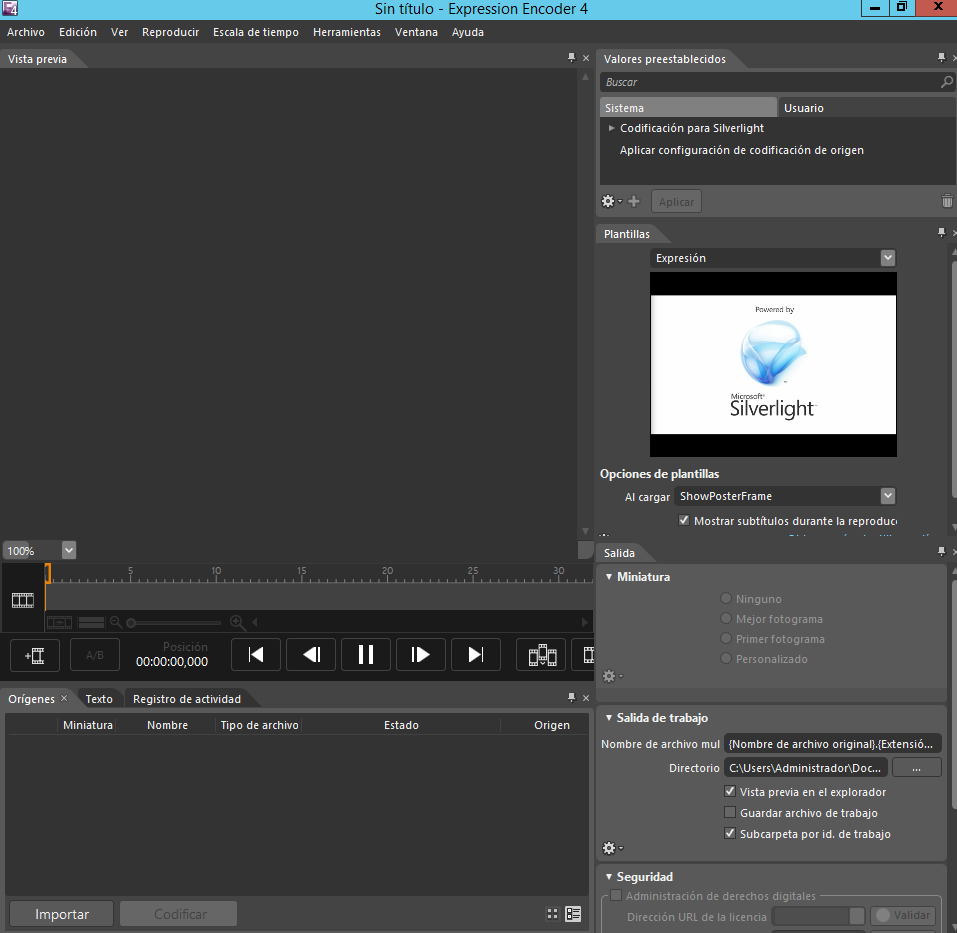 Sin título - Expression Encoder 4
Archivo Edición Ver Reproducir Escala de tiempo Herramientas Ventana Ayuda
Vista previa
100%
5 10 15 20 25 30
A/B
Posición
00:00:00,000
Orígenes Texto Registro de actividad
Miniatura Nombre Tipo de archivo Estado Origen
Importar Codificar
Valores preestablecidos
Buscar
Sistema Usuario
Codificación para Silverlight
Aplicar configuración de codificación de origen
Aplicar
Plantillas
Expresión
Powered by
Microsoft®
Silverlight™
Opciones de plantillas
Al cargar ShowPosterFrame
Mostrar subtítulos durante la reproduc
Salida
Miniatura
Ninguno
Mejor fotograma
Primer fotograma
Personalizado
Salida de trabajo
Nombre de archivo mul {Nombre de archivo original}.{Extensió...
Directorio C:\Users\Administrador\Doc... ...
Vista previa en el explorador
Guardar archivo de trabajo
Subcarpeta por id. de trabajo
Seguridad
Administración de derechos digitales
Dirección URL de la licencia Validar